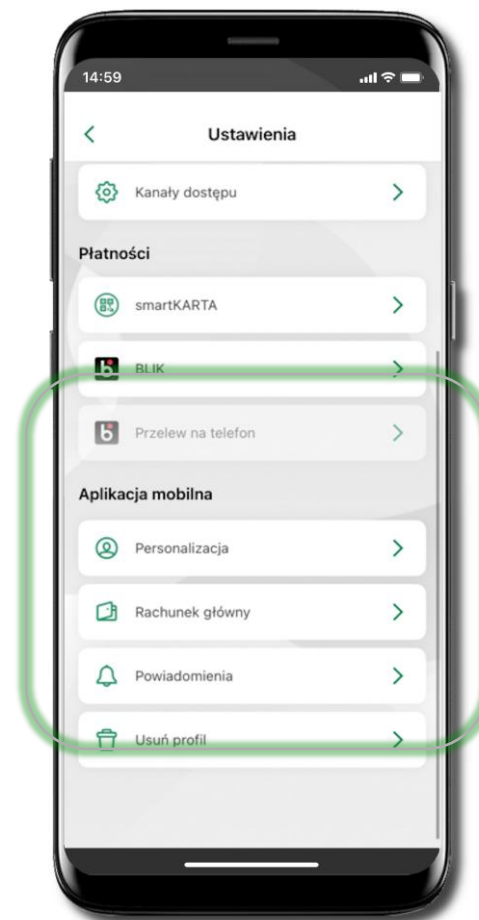 14:59
Ustawienia
Kanały dostępu
Płatności
smartKARTA
BLIK
Przelew na telefon
Aplikacja mobilna
Personalizacja
Rachunek główny
Powiadomienia
Usuń profil